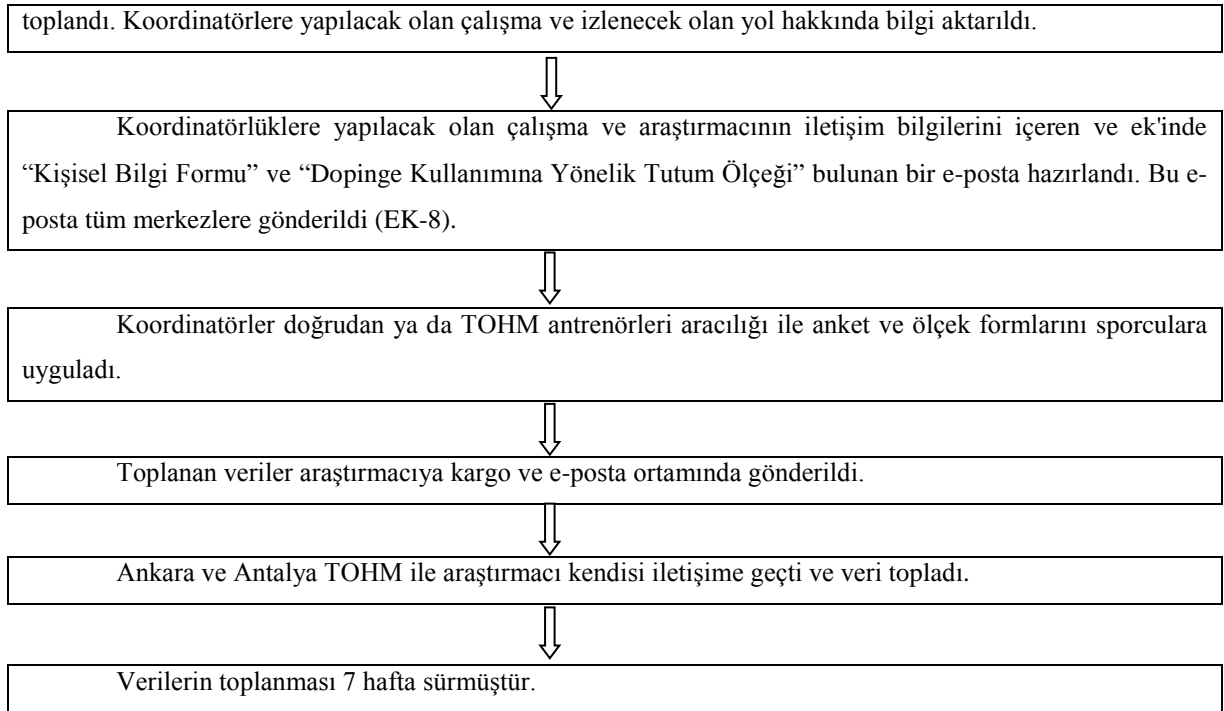 toplandı. Koordinatörlere yapılacak olan çalışma ve izlenecek olan yol hakkında bilgi aktarıldı.
Koordinatörlüklere yapılacak olan çalışma ve araştırmacının iletişim bilgilerini içeren ve ek'inde
“Kişisel Bilgi Formu” ve “Dopinge Kullanımına Yönelik Tutum Ölçeği” bulunan bir e-posta hazırlandı. Bu e-
posta tüm merkezlere gönderildi (EK-8).
Koordinatörler doğrudan ya da TOHM antrenörleri aracılığı ile anket ve ölçek formlarını sporculara
uyguladı.
Toplanan veriler araştırmacıya kargo ve e-posta ortamında gönderildi.
Ankara ve Antalya TOHM ile araştırmacı kendisi iletişime geçti ve veri topladı.
Verilerin toplanması 7 hafta sürmüştür.